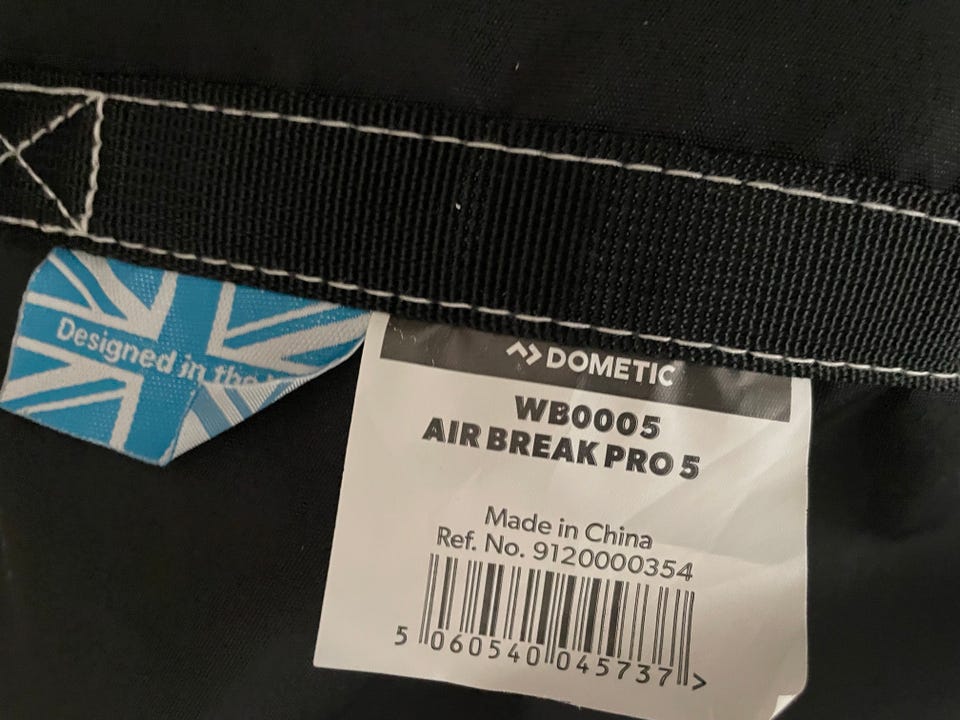 Designed in the
DOMETIC
WB0005
AIR BREAK PRO 5
Made in China
Ref. No. 9120000354
5 060540 045737 >